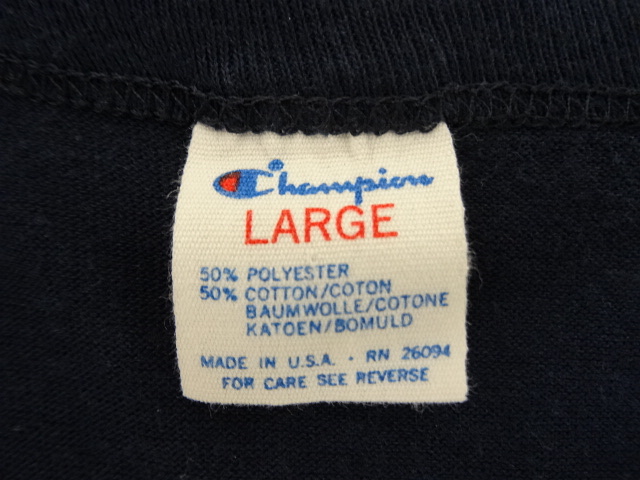 Champion
LARGE
50% POLYESTER
50% COTTON/COTON
BAUMWOLLE/COTONE
KATOEN/BOMULD
MADE IN U.S.A. · RN 26094
FOR CARE SEE REVERSE